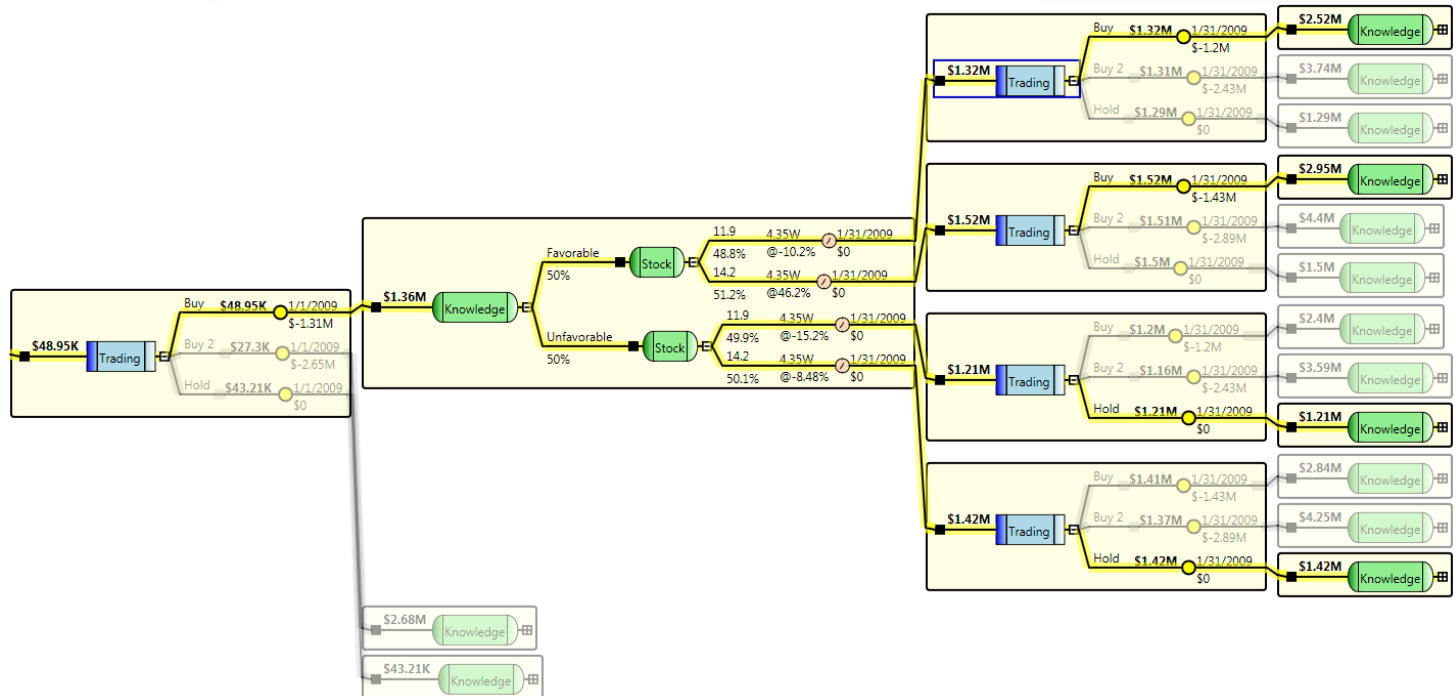 $48.95K
Trading
Buy $48.95K 1/1/2009
$-1.31M
Buy 2 $27.3K 1/1/2009
$-2.65M
Hold $43.21K 1/1/2009
$0
$1.36M
Knowledge
Favorable
50%
Stock
11.9 4.35W 1/31/2009
48.8% @-10.2% $0
14.2 4.35W 1/31/2009
51.2% @46.2% $0
Unfavorable
50%
Stock
11.9 4.35W 1/31/2009
49.9% @-15.2% $0
14.2 4.35W 1/31/2009
50.1% @-8.48% $0
$2.68M
Knowledge
$43.21K
Knowledge
$1.32M
Trading
Buy $1.32M 1/31/2009
$-1.2M
Buy 2 $1.31M 1/31/2009
$-2.43M
Hold $1.29M 1/31/2009
$0
$2.52M
Knowledge
$3.74M
Knowledge
$1.29M
Knowledge
$1.52M
Trading
Buy $1.52M 1/31/2009
$-1.43M
Buy 2 $1.51M 1/31/2009
$-2.89M
Hold $1.5M 1/31/2009
$0
$2.95M
Knowledge
$4.4M
Knowledge
$1.5M
Knowledge
$1.21M
Trading
Buy $1.2M 1/31/2009
$-1.2M
Buy 2 $1.16M 1/31/2009
$-2.43M
Hold $1.21M 1/31/2009
$0
$2.4M
Knowledge
$3.59M
Knowledge
$1.21M
Knowledge
$1.42M
Trading
Buy $1.41M 1/31/2009
$-1.43M
Buy 2 $1.37M 1/31/2009
$-2.89M
Hold $1.42M 1/31/2009
$0
$2.84M
Knowledge
$4.25M
Knowledge
$1.42M
Knowledge